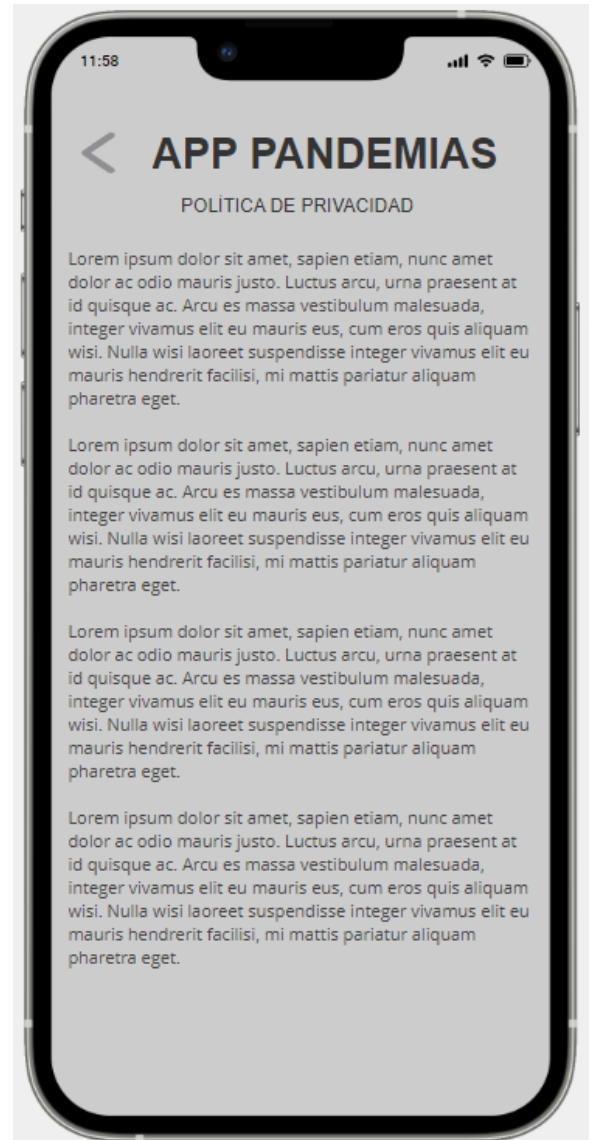 11:58
APP PANDEMIAS
POLÍTICA DE PRIVACIDAD
Lorem ipsum dolor sit amet, sapien etiam, nunc amet
dolor ac odio mauris justo. Luctus arcu, urna praesent at
id quisque ac. Arcu es massa vestibulum malesuada,
integer vivamus elit eu mauris eus, cum eros quis aliquam
wisi. Nulla wisi laoreet suspendisse integer vivamus elit eu
mauris hendrerit facilisi, mi mattis pariatur aliquam
pharetra eget.
Lorem ipsum dolor sit amet, sapien etiam, nunc amet
dolor ac odio mauris justo. Luctus arcu, urna praesent at
id quisque ac. Arcu es massa vestibulum malesuada,
integer vivamus elit eu mauris eus, cum eros quis aliquam
wisi. Nulla wisi laoreet suspendisse integer vivamus elit eu
mauris hendrerit facilisi, mi mattis pariatur aliquam
pharetra eget.
Lorem ipsum dolor sit amet, sapien etiam, nunc amet
dolor ac odio mauris justo. Luctus arcu, urna praesent at
id quisque ac. Arcu es massa vestibulum malesuada,
integer vivamus elit eu mauris eus, cum eros quis aliquam
wisi. Nulla wisi laoreet suspendisse integer vivamus elit eu
mauris hendrerit facilisi, mi mattis pariatur aliquam
pharetra eget.
Lorem ipsum dolor sit amet, sapien etiam, nunc amet
dolor ac odio mauris justo. Luctus arcu, urna praesent at
id quisque ac. Arcu es massa vestibulum malesuada,
integer vivamus elit eu mauris eus, cum eros quis aliquam
wisi. Nulla wisi laoreet suspendisse integer vivamus elit eu
mauris hendrerit facilisi, mi mattis pariatur aliquam
pharetra eget.